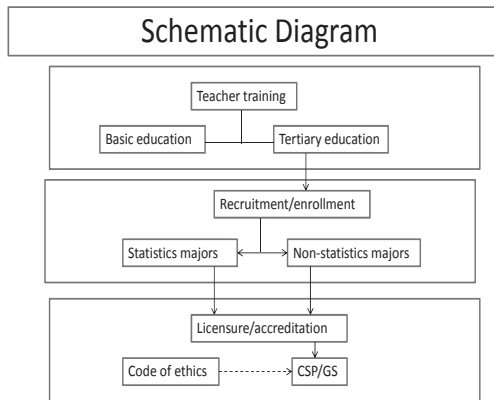 Schematic Diagram
Teacher training
Basic education
Tertiary education
Recruitment/enrollment
Statistics majors
Non-statistics majors
Licensure/accreditation
Code of ethics
CSP/GS